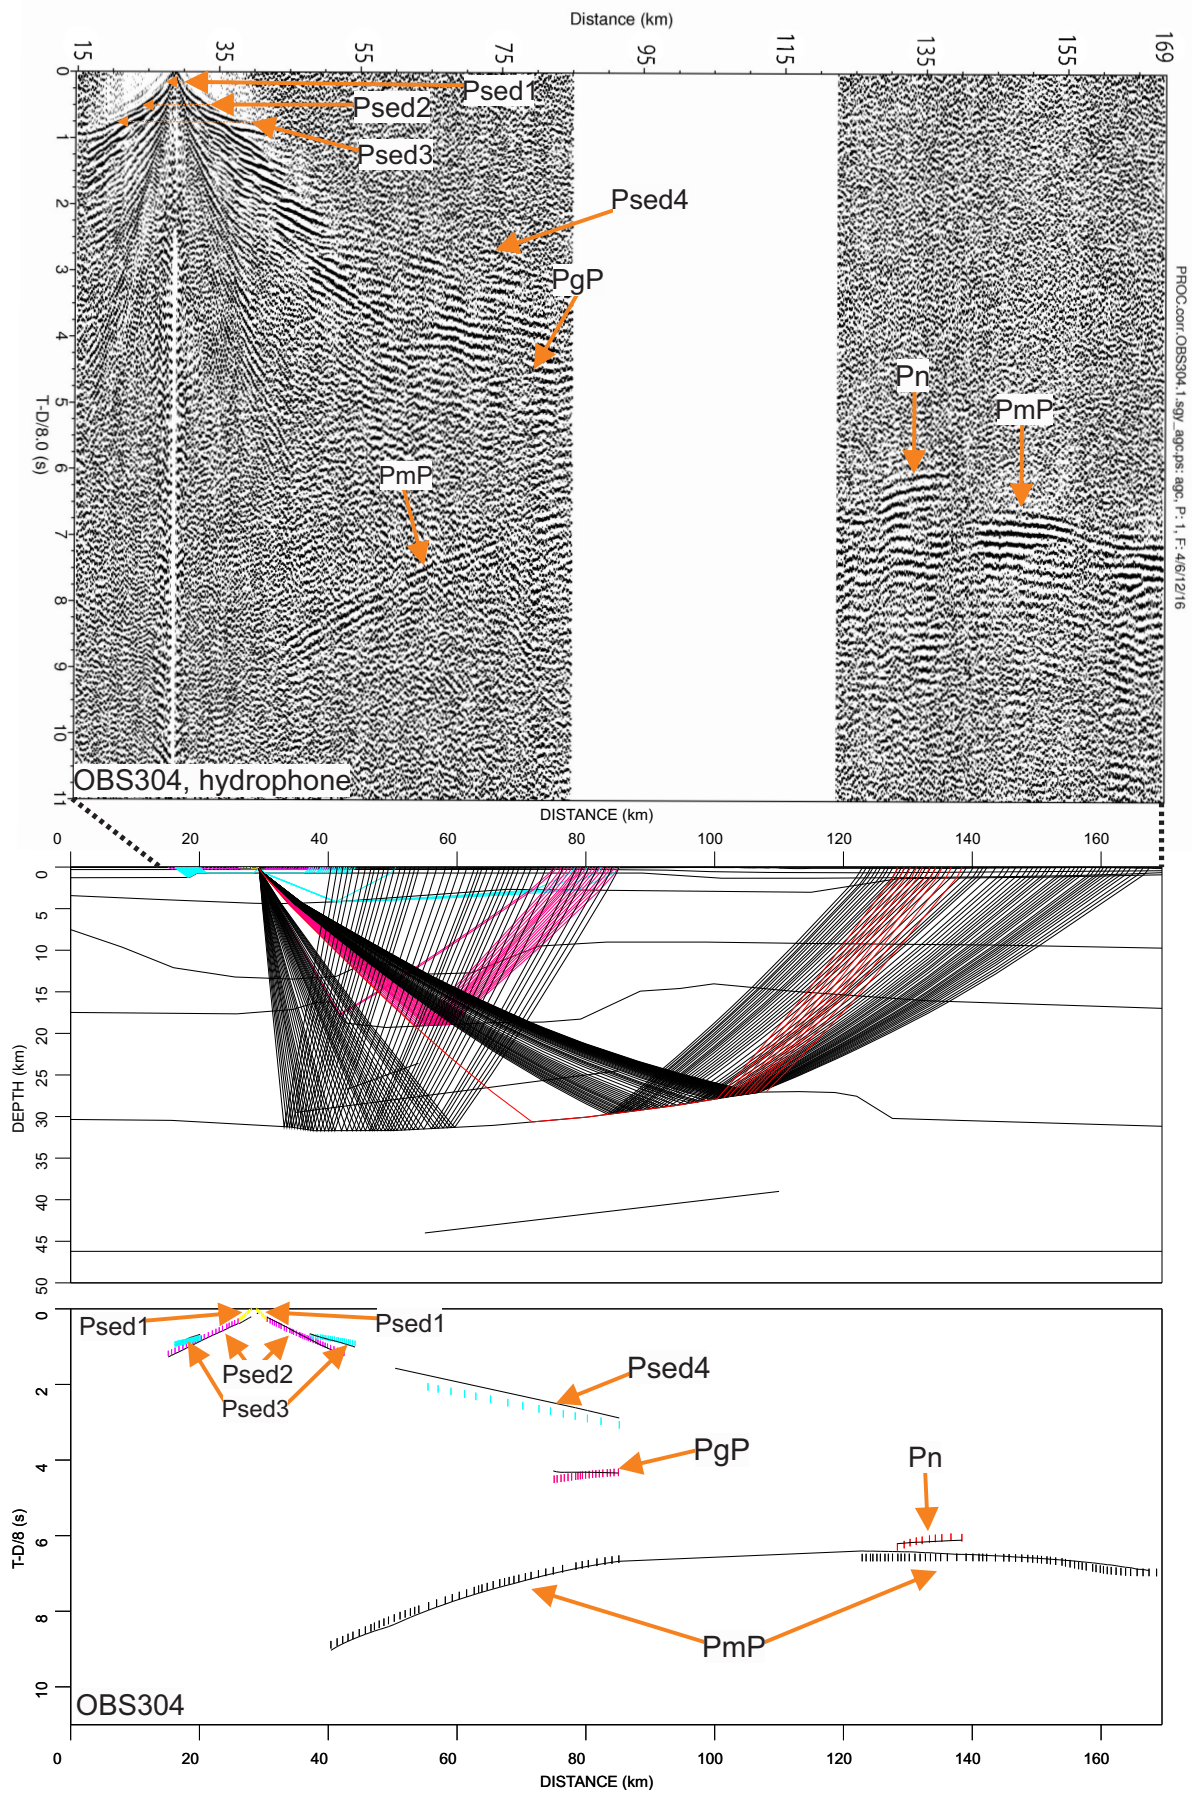 Distance (km)
15 35 55 75 95 115 135 155 169
0
1
2
3
4
5
6
7
8
9
10
11
T-D/8.0 (s)
Psed1
Psed2
Psed3
Psed4
PgP
Pn
PmP
PmP
PROC.corr.OBS304.1.sgy_agc.ps: agc, P: 1, F: 4/6/12/16
OBS304, hydrophone
DISTANCE (km)
0 20 40 60 80 100 120 140 160
0
5
10
15
20
25
30
35
40
45
50
DEPTH (km)
0
2
4
6
8
10
T-D/8 (s)
Psed1 Psed1
Psed2
Psed3
Psed4
PgP
Pn
PmP
OBS304
0 20 40 60 80 100 120 140 160
DISTANCE (km)